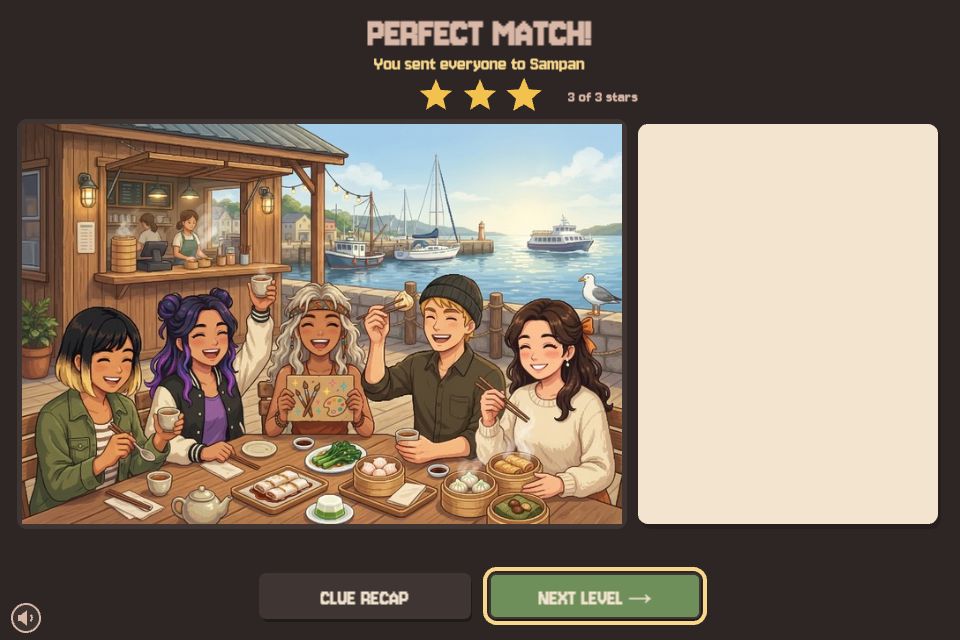 PERFECT MATCH!
You sent everyone to Sampan
3 of 3 stars
CLUE RECAP
NEXT LEVEL →